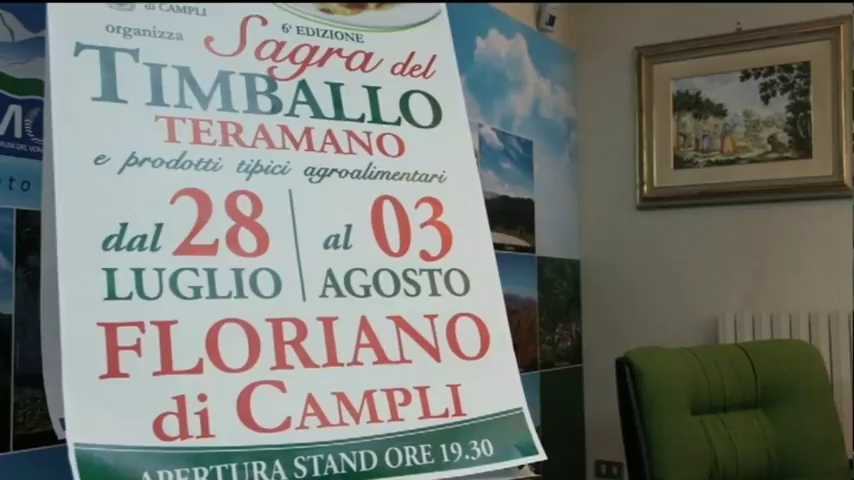 di CAMPLI
organizza
6ª EDIZIONE
Sagra del
TIMBALLO
TERAMANO
e prodotti tipici agroalimentari
dal 28 LUGLIO
al 03 AGOSTO
FLORIANO
di CAMPLI
APERTURA STAND ORE 19.30